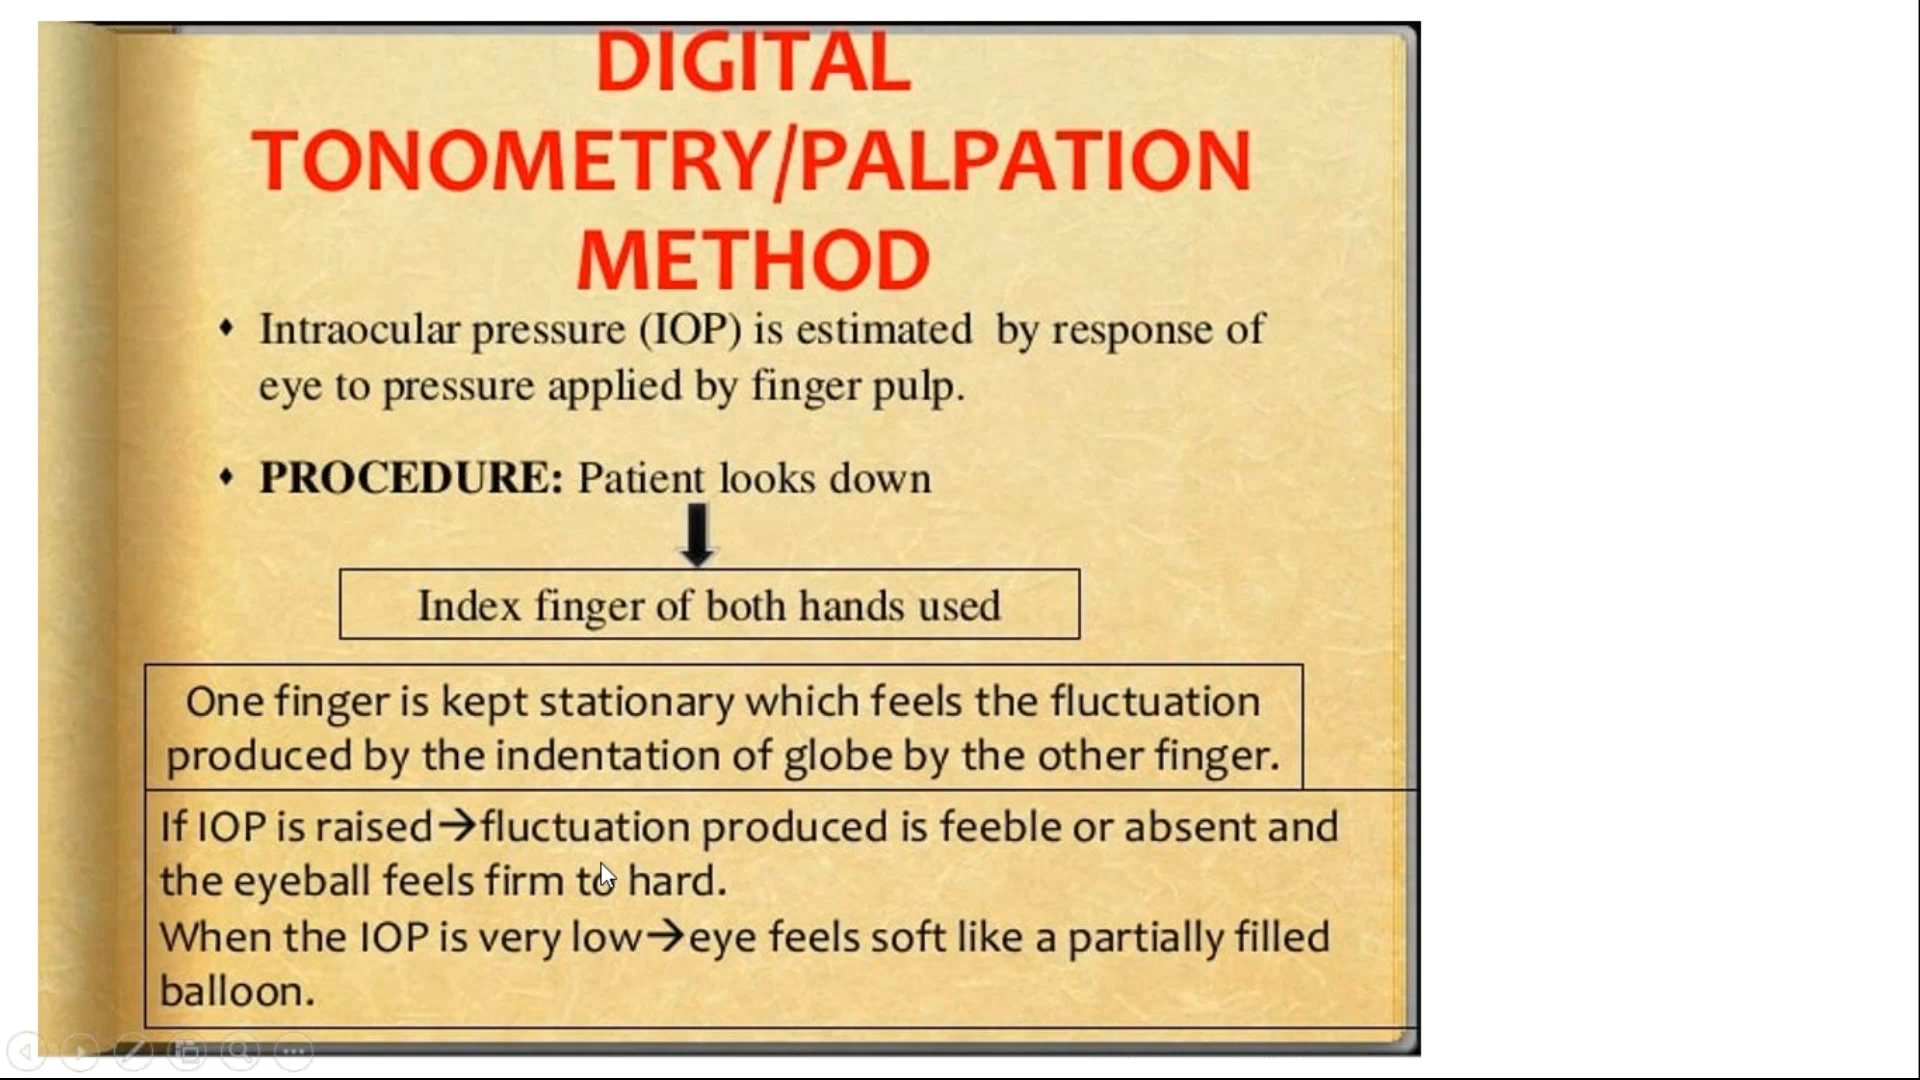 DIGITAL
TONOMETRY/PALPATION
METHOD
♦ Intraocular pressure (IOP) is estimated by response of
eye to pressure applied by finger pulp.
♦ PROCEDURE: Patient looks down
Index finger of both hands used
One finger is kept stationary which feels the fluctuation
produced by the indentation of globe by the other finger.
If IOP is raised→fluctuation produced is feeble or absent and
the eyeball feels firm to hard.
When the IOP is very low→eye feels soft like a partially filled
balloon.